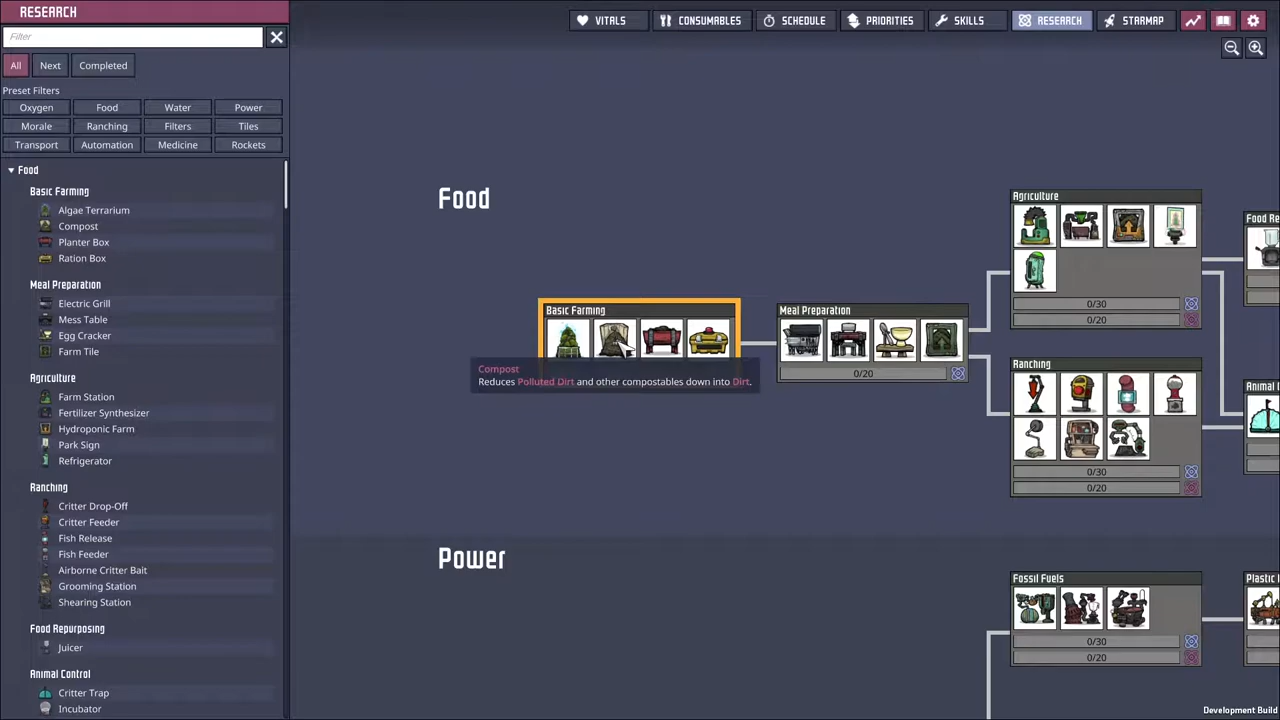 RESEARCH
VITALS
CONSUMABLES
SCHEDULE
PRIORITIES
SKILLS
RESEARCH
STARMAP
Filter
All
Next
Completed
Preset Filters
Oxygen
Food
Water
Power
Morale
Ranching
Filters
Tiles
Transport
Automation
Medicine
Rockets
Food
Basic Farming
Algae Terrarium
Compost
Planter Box
Ration Box
Meal Preparation
Electric Grill
Mess Table
Egg Cracker
Farm Tile
Agriculture
Farm Station
Fertilizer Synthesizer
Hydroponic Farm
Park Sign
Refrigerator
Ranching
Critter Drop-Off
Critter Feeder
Fish Release
Fish Feeder
Airborne Critter Bait
Grooming Station
Shearing Station
Food Repurposing
Juicer
Animal Control
Critter Trap
Incubator
Food
Basic Farming
Compost
Reduces Polluted Dirt and other compostables down into Dirt.
Meal Preparation
0/20
Agriculture
0/30
0/20
Ranching
0/30
0/20
Food Re
Animal
Power
Fossil Fuels
0/30
0/20
Plastic
Development Build